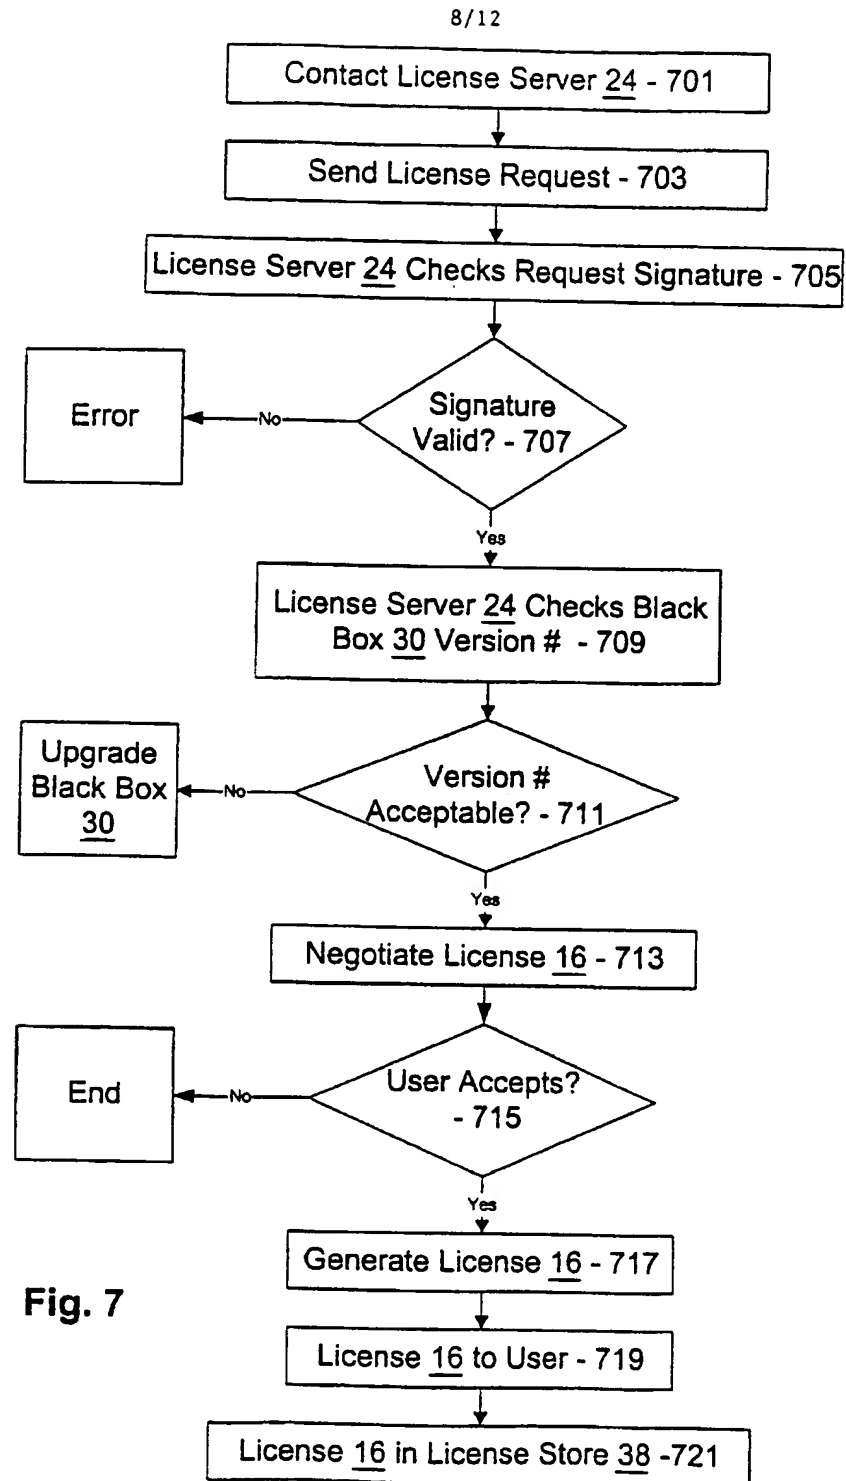 8/12
Contact License Server 24 - 701
Send License Request - 703
License Server 24 Checks Request Signature - 705
Signature
Valid? - 707
No
Error
Yes
License Server 24 Checks Black
Box 30 Version # - 709
Version #
Acceptable? - 711
No
Upgrade
Black Box
30
Yes
Negotiate License 16 - 713
User Accepts?
- 715
No
End
Yes
Generate License 16 - 717
License 16 to User - 719
License 16 in License Store 38 -721
Fig. 7